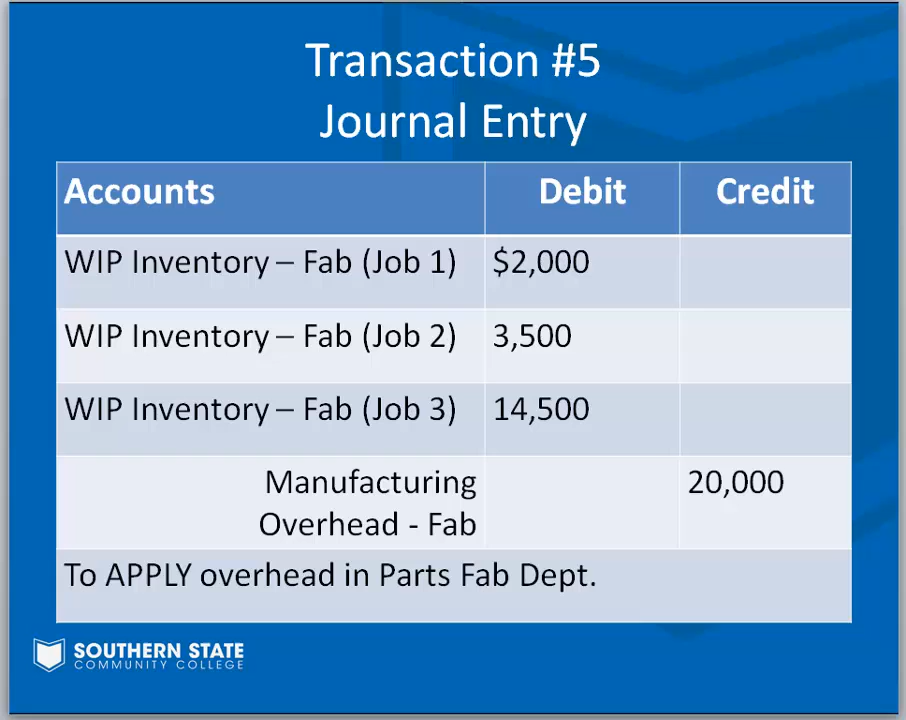 Transaction #5
Journal Entry
Accounts Debit Credit
WIP Inventory – Fab (Job 1) $2,000
WIP Inventory – Fab (Job 2) 3,500
WIP Inventory – Fab (Job 3) 14,500
Manufacturing 20,000
Overhead - Fab
To APPLY overhead in Parts Fab Dept.
SOUTHERN STATE
COMMUNITY COLLEGE